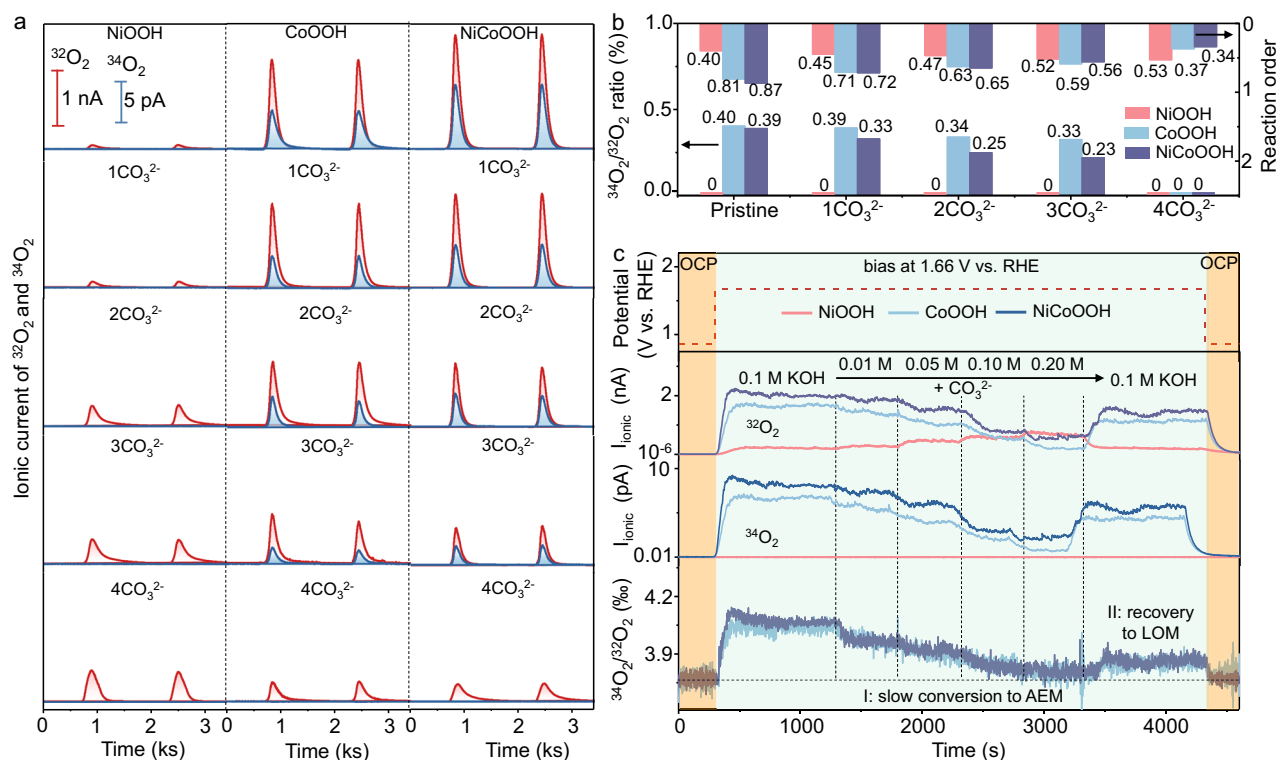 a
Ionic current of ³²O₂ and ³⁴O₂
NiOOH CoOOH NiCoOOH
³²O₂ ³⁴O₂
1 nA 5 pA
1CO₃²⁻ 1CO₃²⁻ 1CO₃²⁻
2CO₃²⁻ 2CO₃²⁻ 2CO₃²⁻
3CO₃²⁻ 3CO₃²⁻ 3CO₃²⁻
4CO₃²⁻ 4CO₃²⁻ 4CO₃²⁻
0 1 2 3 0 1 2 3 0 1 2 3
Time (ks) Time (ks) Time (ks)
b
³⁴O₂/³²O₂ ratio (%)
1.0
0.5
0.0
0.40 0.81 0.87 0.45 0.71 0.72 0.47 0.63 0.65 0.52 0.59 0.56 0.53 0.37 0.34
0 0.40 0.39 0 0.39 0.33 0 0.34 0.25 0 0.33 0.23 0 0 0
NiOOH
CoOOH
NiCoOOH
0
1
2
Reaction order
Pristine 1CO₃²⁻ 2CO₃²⁻ 3CO₃²⁻ 4CO₃²⁻
c
OCP bias at 1.66 V vs. RHE OCP
Potential
(V vs. RHE)
2
1
NiOOH CoOOH NiCoOOH
0.01 M 0.05 M 0.10 M 0.20 M
0.1 M KOH + CO₃²⁻ 0.1 M KOH
Iionic (nA)
2
10⁻⁶
³²O₂
Iionic (pA)
10
0.01
³⁴O₂
³⁴O₂/³²O₂ (‰)
4.2
3.9
II: recovery
to LOM
I: slow conversion to AEM
0 1000 2000 3000 4000
Time (s)